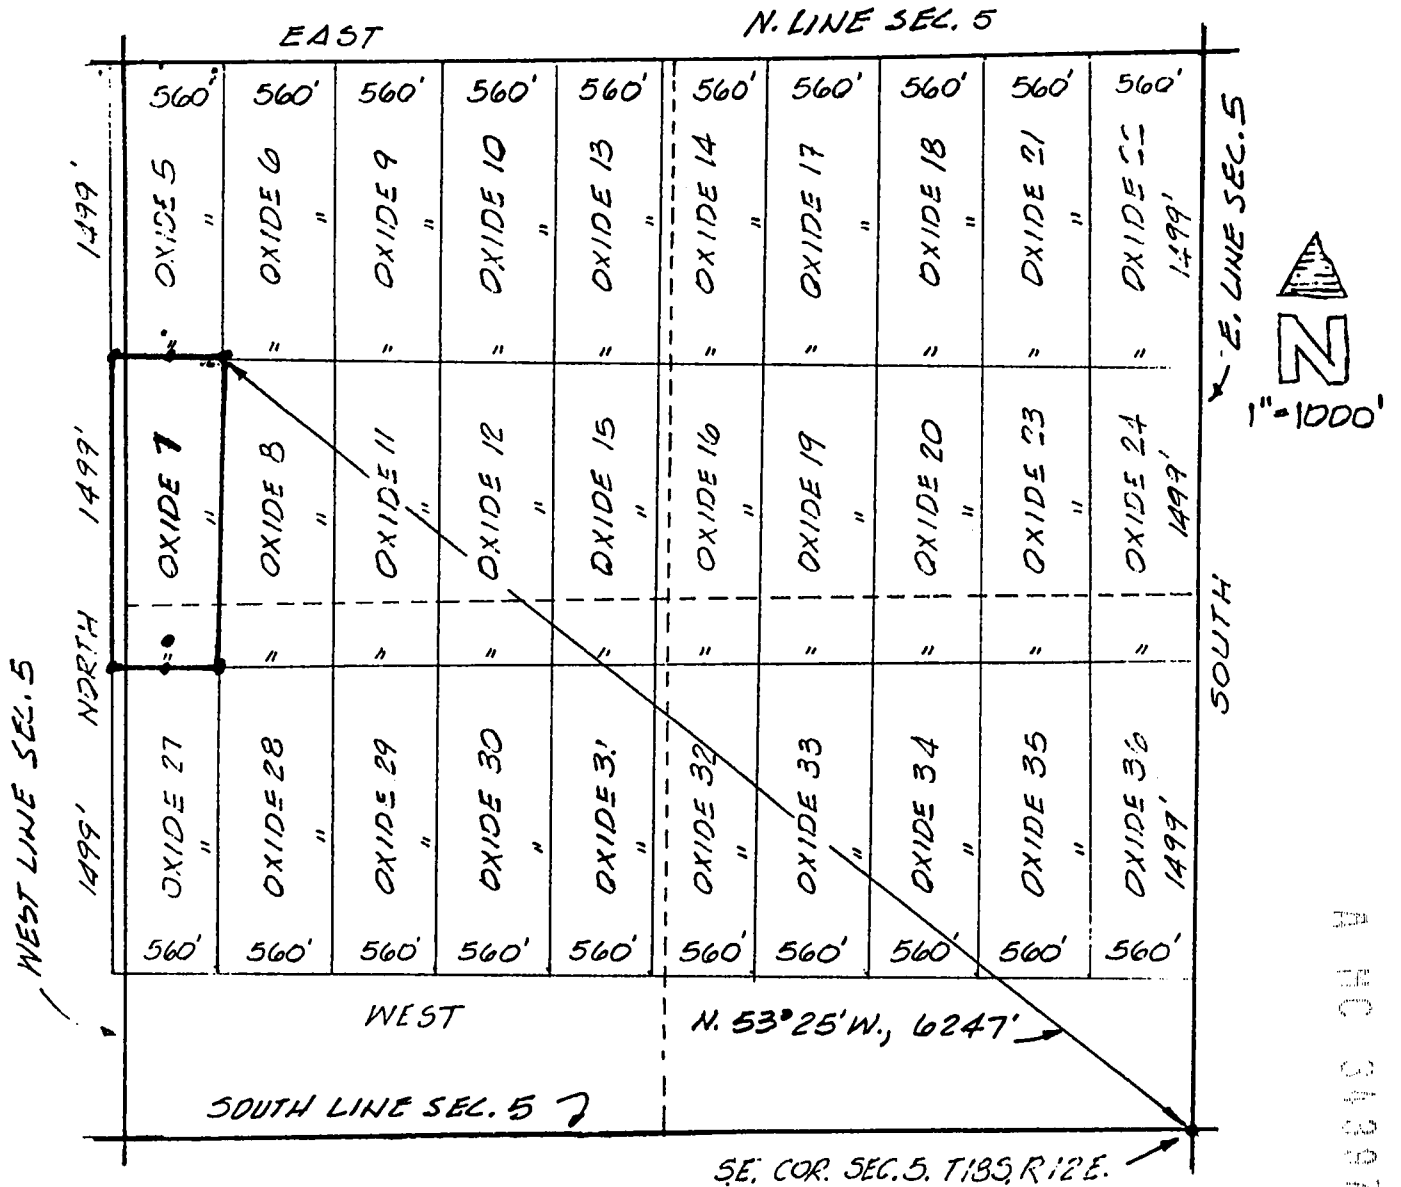 EAST
N. LINE SEC. 5
560' 560' 560' 560' 560' 560' 560' 560' 560' 560'
1499'
OXIDE 5 "
OXIDE 6 "
OXIDE 9 "
OXIDE 10 "
OXIDE 13 "
OXIDE 14 "
OXIDE 17 "
OXIDE 18
OXIDE 21 "
OXIDE
1499'
E. LINE SEC. 5
" " " " " " " " " "
N
1"=1000'
1499'
OXIDE 7 "
OXIDE 8 "
OXIDE 11 "
OXIDE 12 "
OXIDE 15 "
OXIDE 16 "
OXIDE 19 "
OXIDE 20 "
OXIDE 23 "
OXIDE 24
1499'
NORTH
SOUTH
" " " " " " " " " "
WEST LINE SEC. 5
1499'
OXIDE 27 "
OXIDE 28 "
OXIDE 29 "
OXIDE 30 "
OXIDE 31 "
OXIDE 32 "
OXIDE 33 "
OXIDE 34 "
OXIDE 35 "
OXIDE 36
1499'
560' 560' 560' 560' 560' 560' 560' 560' 560' 560'
WEST
N. 53°25'W., 6247'
SOUTH LINE SEC. 5
S.E. COR. SEC. 5. T18S, R12E.
A MC